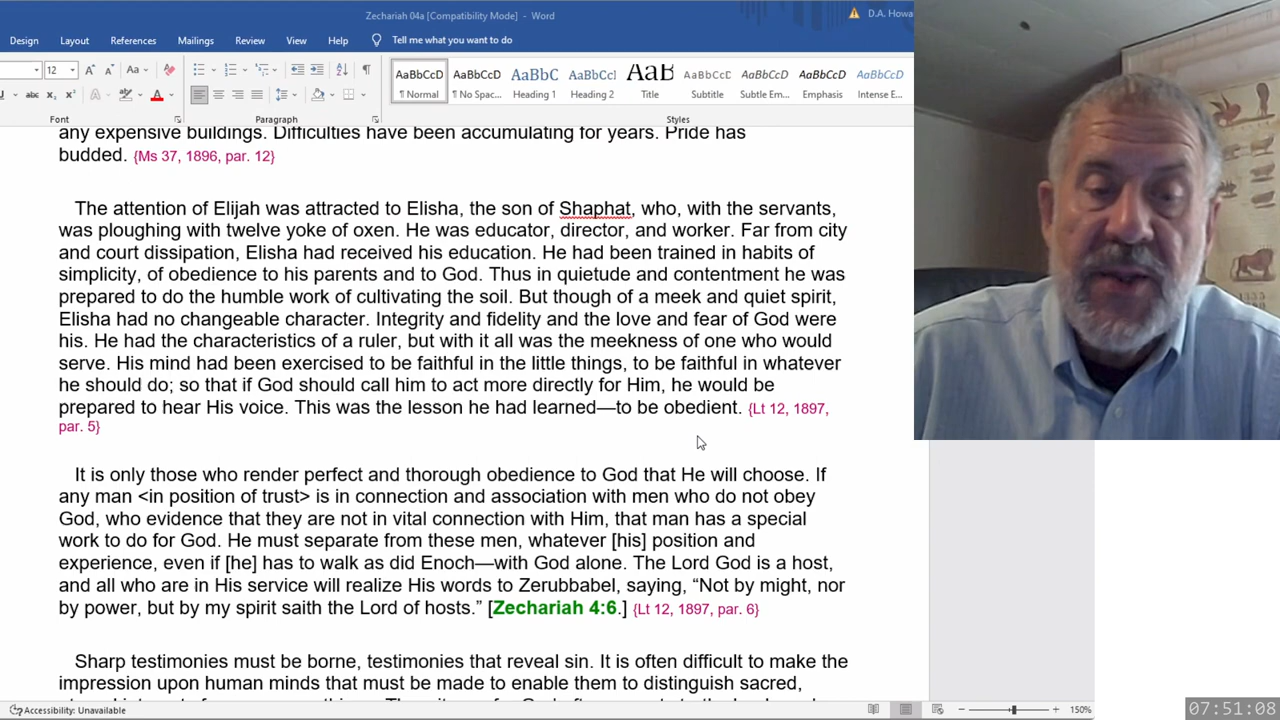 Zechariah 04a [Compatibility Mode] - Word
D.A. Howa
Design Layout References Mailings Review View Help Tell me what you want to do
12 Aa
AaBbCcD AaBbCcD AaBbC AaBbCcI AaB AaBbCcD AaBbCcD AaBbCcD AaBbCcD
¶ Normal ¶ No Spac... Heading 1 Heading 2 Title Subtitle Subtle Em... Emphasis Intense E...
Font Paragraph Styles
any expensive buildings. Difficulties have been accumulating for years. Pride has
budded. {Ms 37, 1896, par. 12}
The attention of Elijah was attracted to Elisha, the son of Shaphat, who, with the servants,
was ploughing with twelve yoke of oxen. He was educator, director, and worker. Far from city
and court dissipation, Elisha had received his education. He had been trained in habits of
simplicity, of obedience to his parents and to God. Thus in quietude and contentment he was
prepared to do the humble work of cultivating the soil. But though of a meek and quiet spirit,
Elisha had no changeable character. Integrity and fidelity and the love and fear of God were
his. He had the characteristics of a ruler, but with it all was the meekness of one who would
serve. His mind had been exercised to be faithful in the little things, to be faithful in whatever
he should do; so that if God should call him to act more directly for Him, he would be
prepared to hear His voice. This was the lesson he had learned—to be obedient. {Lt 12, 1897,
par. 5}
It is only those who render perfect and thorough obedience to God that He will choose. If
any man <in position of trust> is in connection and association with men who do not obey
God, who evidence that they are not in vital connection with Him, that man has a special
work to do for God. He must separate from these men, whatever [his] position and
experience, even if [he] has to walk as did Enoch—with God alone. The Lord God is a host,
and all who are in His service will realize His words to Zerubbabel, saying, “Not by might, nor
by power, but by my spirit saith the Lord of hosts.” [Zechariah 4:6.] {Lt 12, 1897, par. 6}
Sharp testimonies must be borne, testimonies that reveal sin. It is often difficult to make the
impression upon human minds that must be made to enable them to distinguish sacred,
Accessibility: Unavailable
150%
07:51:08